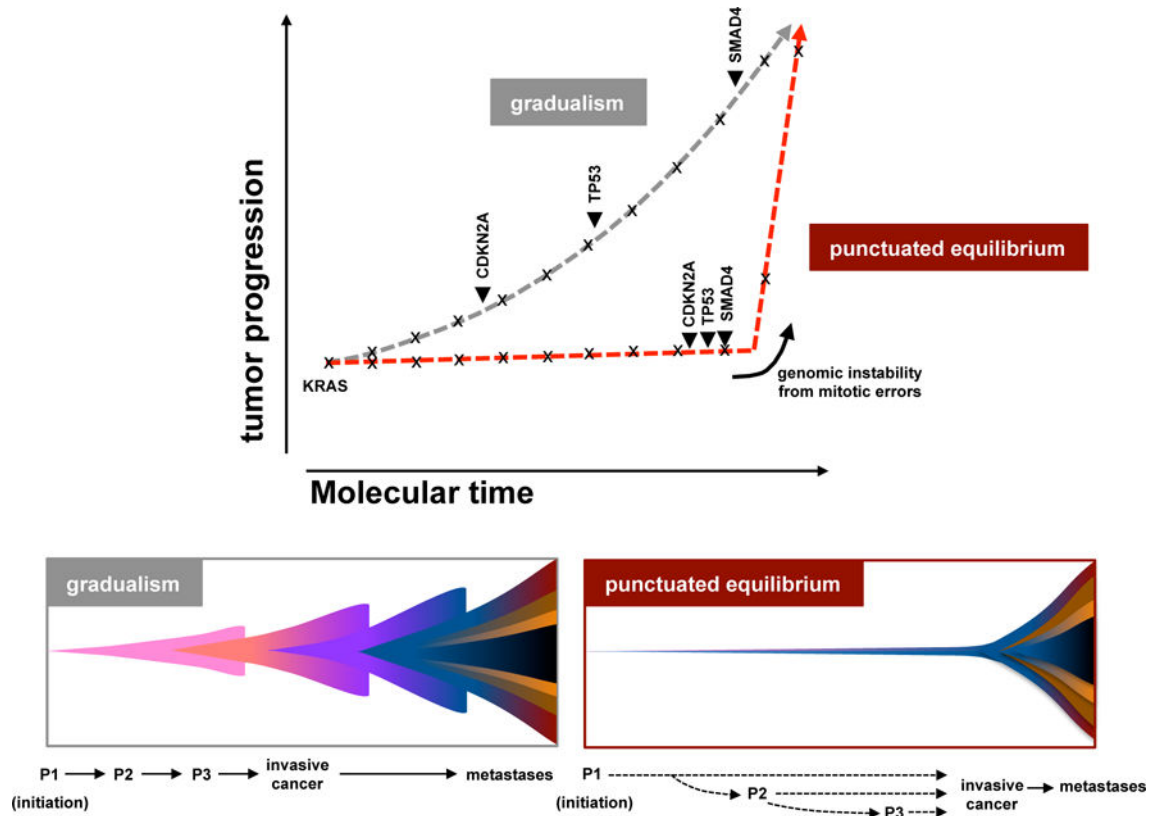 SMAD4
gradualism
TP53
CDKN2A
punctuated equilibrium
CDKN2A
TP53
SMAD4
KRAS
genomic instability
from mitotic errors
tumor progression
Molecular time
gradualism
P1
P2
P3
invasive
cancer
metastases
(initiation)
punctuated equilibrium
P1
P2
P3
invasive
cancer
metastases
(initiation)